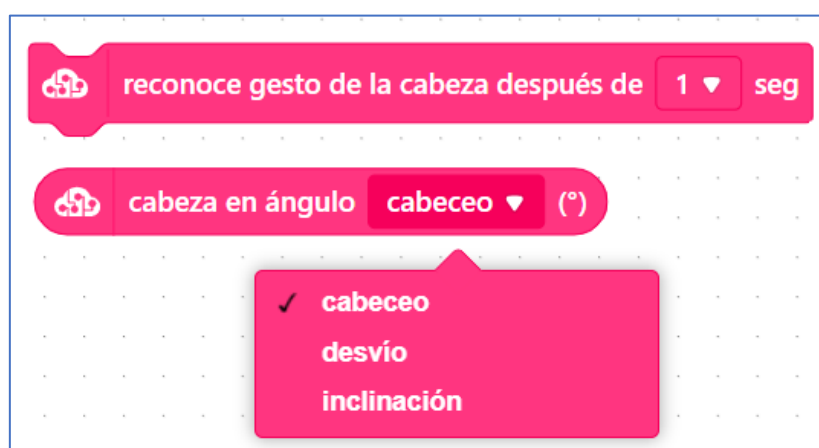 reconoce gesto de la cabeza después de 1 seg
cabeza en ángulo cabeceo (°)
✓ cabeceo
desvío
inclinación